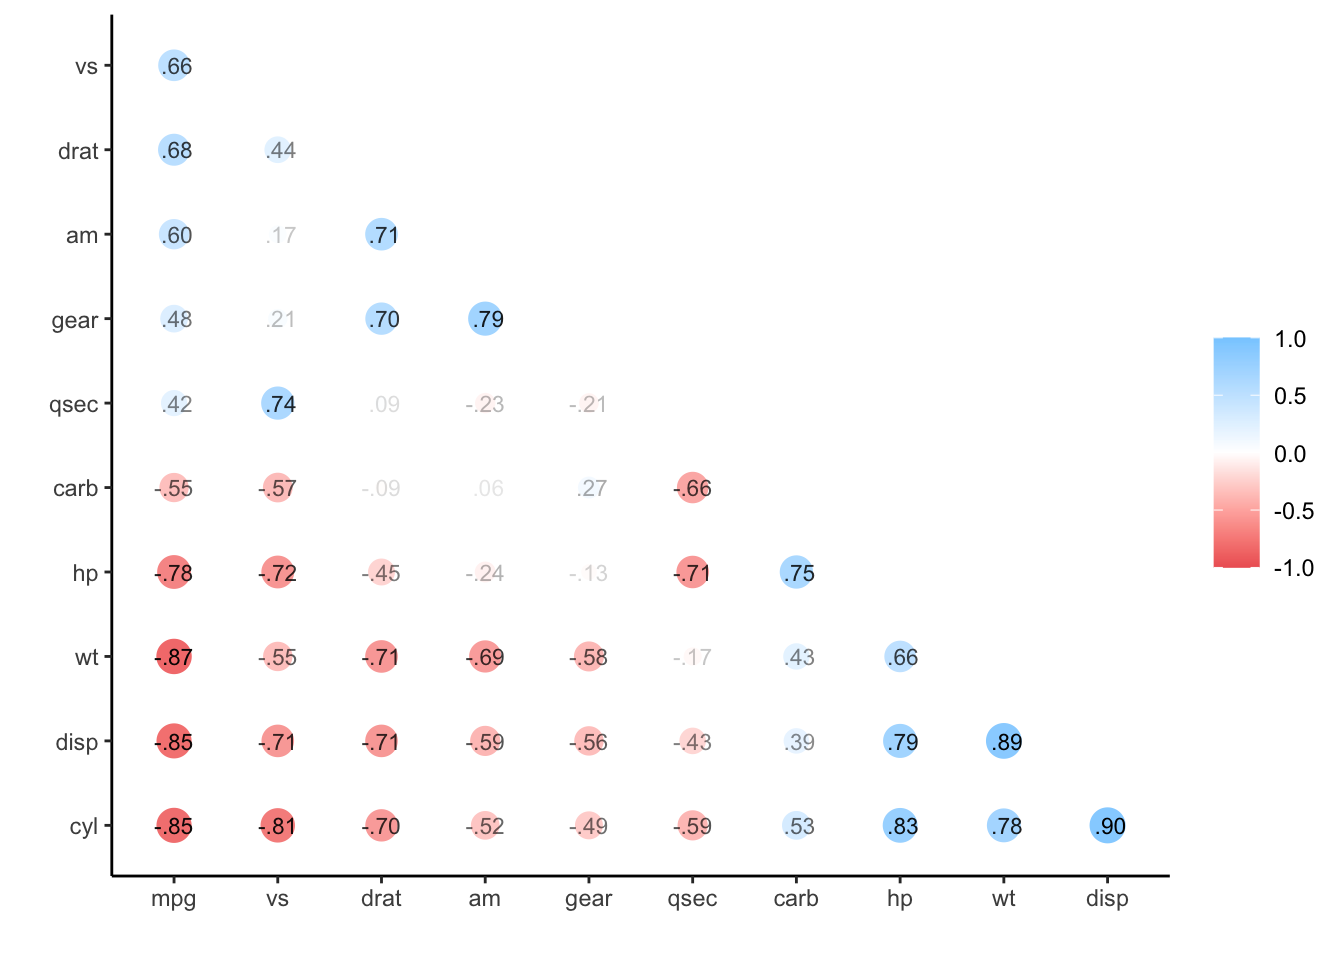 vs .66
drat .68 .44
am .60 .17 .71
gear .48 .21 .70 .79
qsec .42 .74 .09 -.23 -.21
carb -.55 -.57 -.09 .06 .27 -.66
hp -.78 -.72 -.45 -.24 -.13 -.71 .75
wt -.87 -.55 -.71 -.69 -.58 -.17 .43 .66
disp -.85 -.71 -.71 -.59 -.56 -.43 .39 .79 .89
cyl -.85 -.81 -.70 -.52 -.49 -.59 .53 .83 .78 .90
mpg vs drat am gear qsec carb hp wt disp
1.0
0.5
0.0
-0.5
-1.0